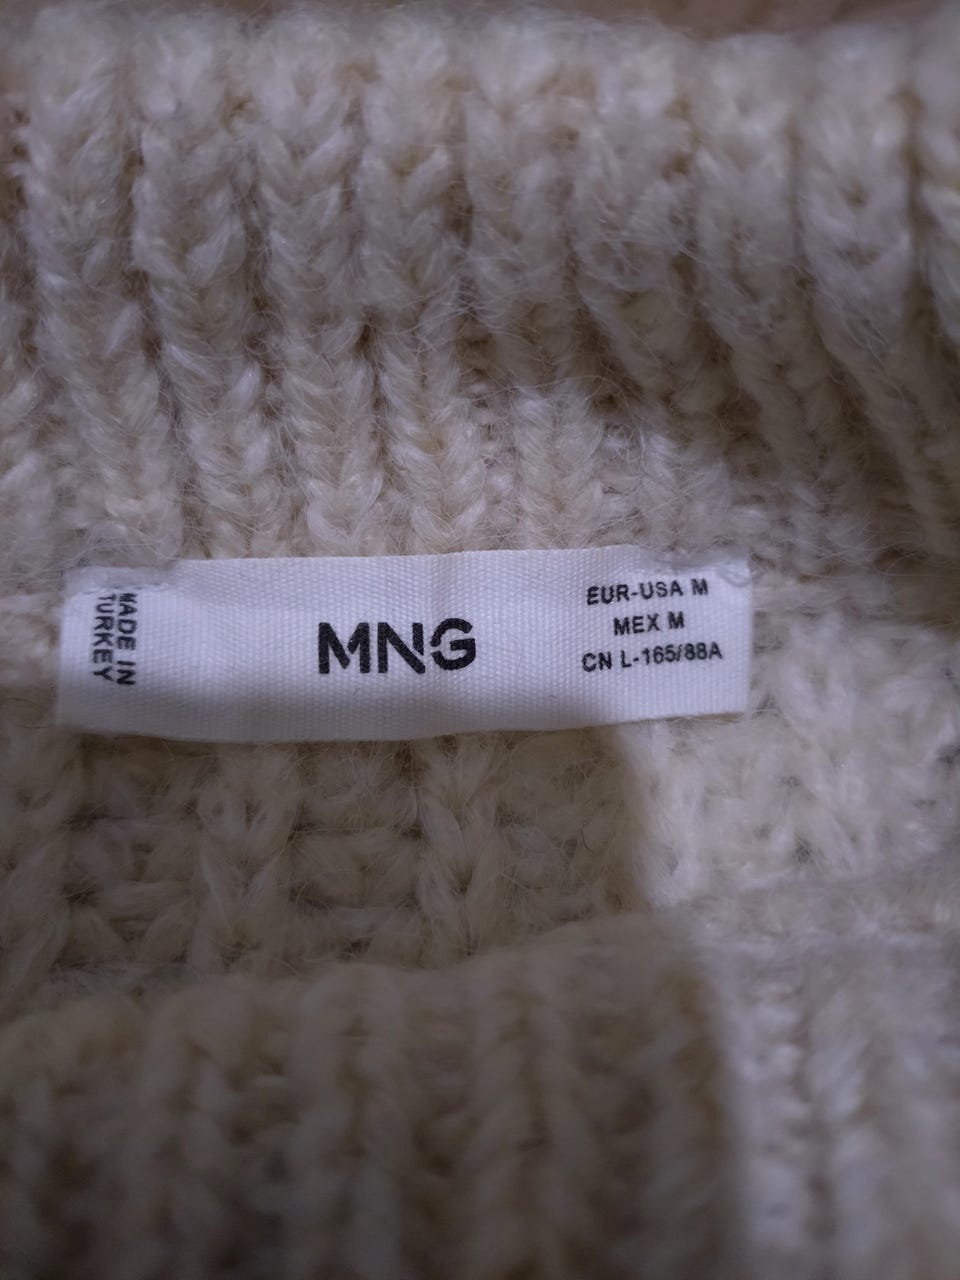 MADE IN
TURKEY
MNG
EUR-USA M
MEX M
CN L-165/88A